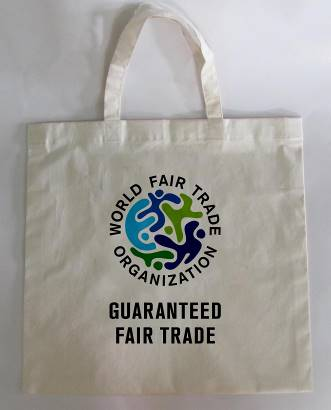 WORLD FAIR TRADE
ORGANIZATION
GUARANTEED
FAIR TRADE